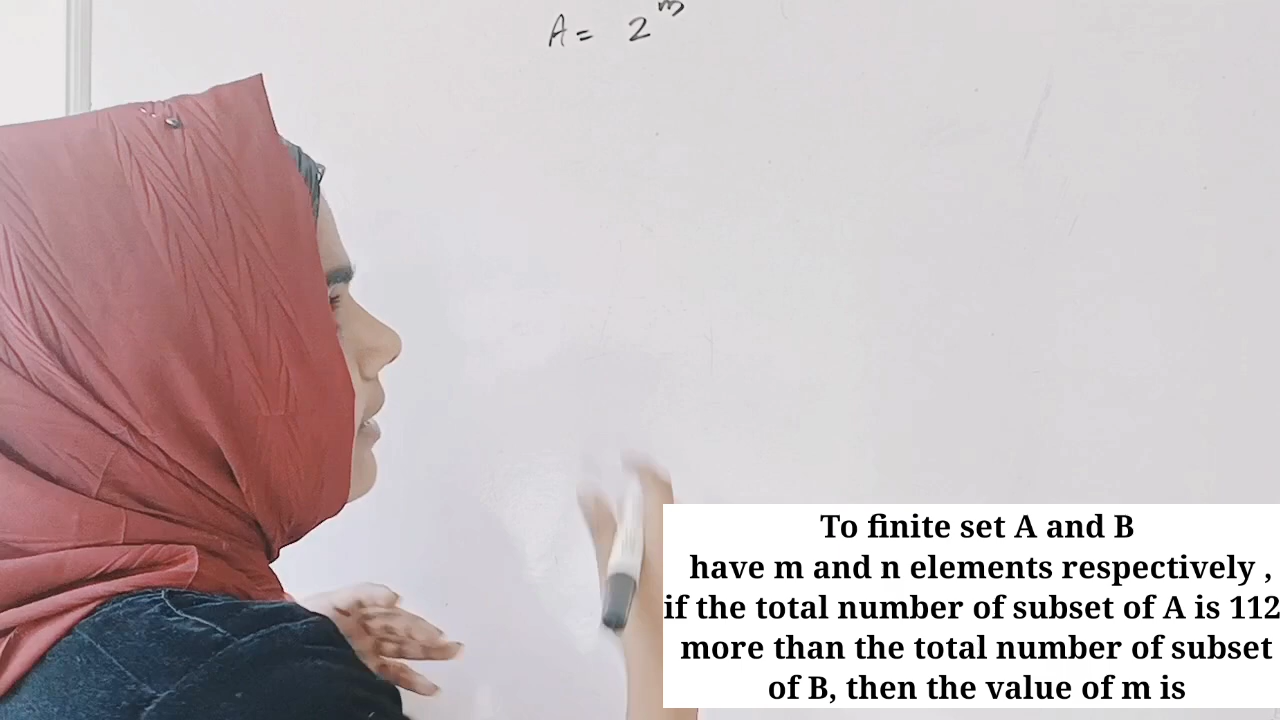 A = 2^m
To finite set A and B
have m and n elements respectively ,
if the total number of subset of A is 112
more than the total number of subset
of B, then the value of m is